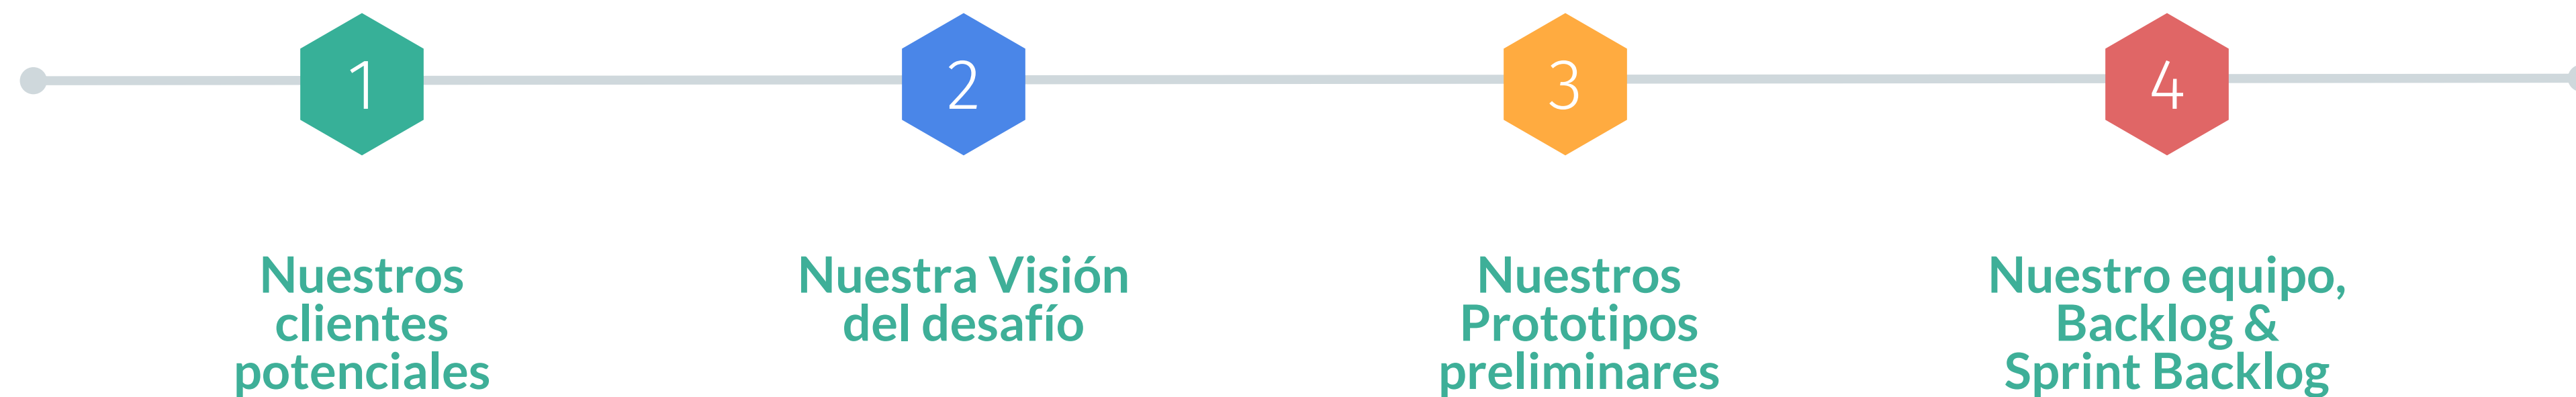 1
2
3
4
Nuestros
clientes
potenciales
Nuestra Visión
del desafío
Nuestros
Prototipos
preliminares
Nuestro equipo,
Backlog &
Sprint Backlog